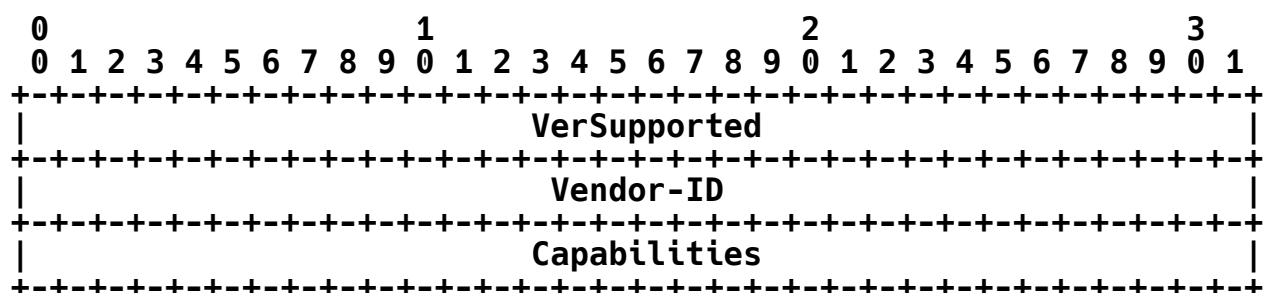 0                   1                   2                   3
 0 1 2 3 4 5 6 7 8 9 0 1 2 3 4 5 6 7 8 9 0 1 2 3 4 5 6 7 8 9 0 1
+-+-+-+-+-+-+-+-+-+-+-+-+-+-+-+-+-+-+-+-+-+-+-+-+-+-+-+-+-+-+-+-+
|                          VerSupported                         |
+-+-+-+-+-+-+-+-+-+-+-+-+-+-+-+-+-+-+-+-+-+-+-+-+-+-+-+-+-+-+-+-+
|                           Vendor-ID                           |
+-+-+-+-+-+-+-+-+-+-+-+-+-+-+-+-+-+-+-+-+-+-+-+-+-+-+-+-+-+-+-+-+
|                          Capabilities                         |
+-+-+-+-+-+-+-+-+-+-+-+-+-+-+-+-+-+-+-+-+-+-+-+-+-+-+-+-+-+-+-+-+